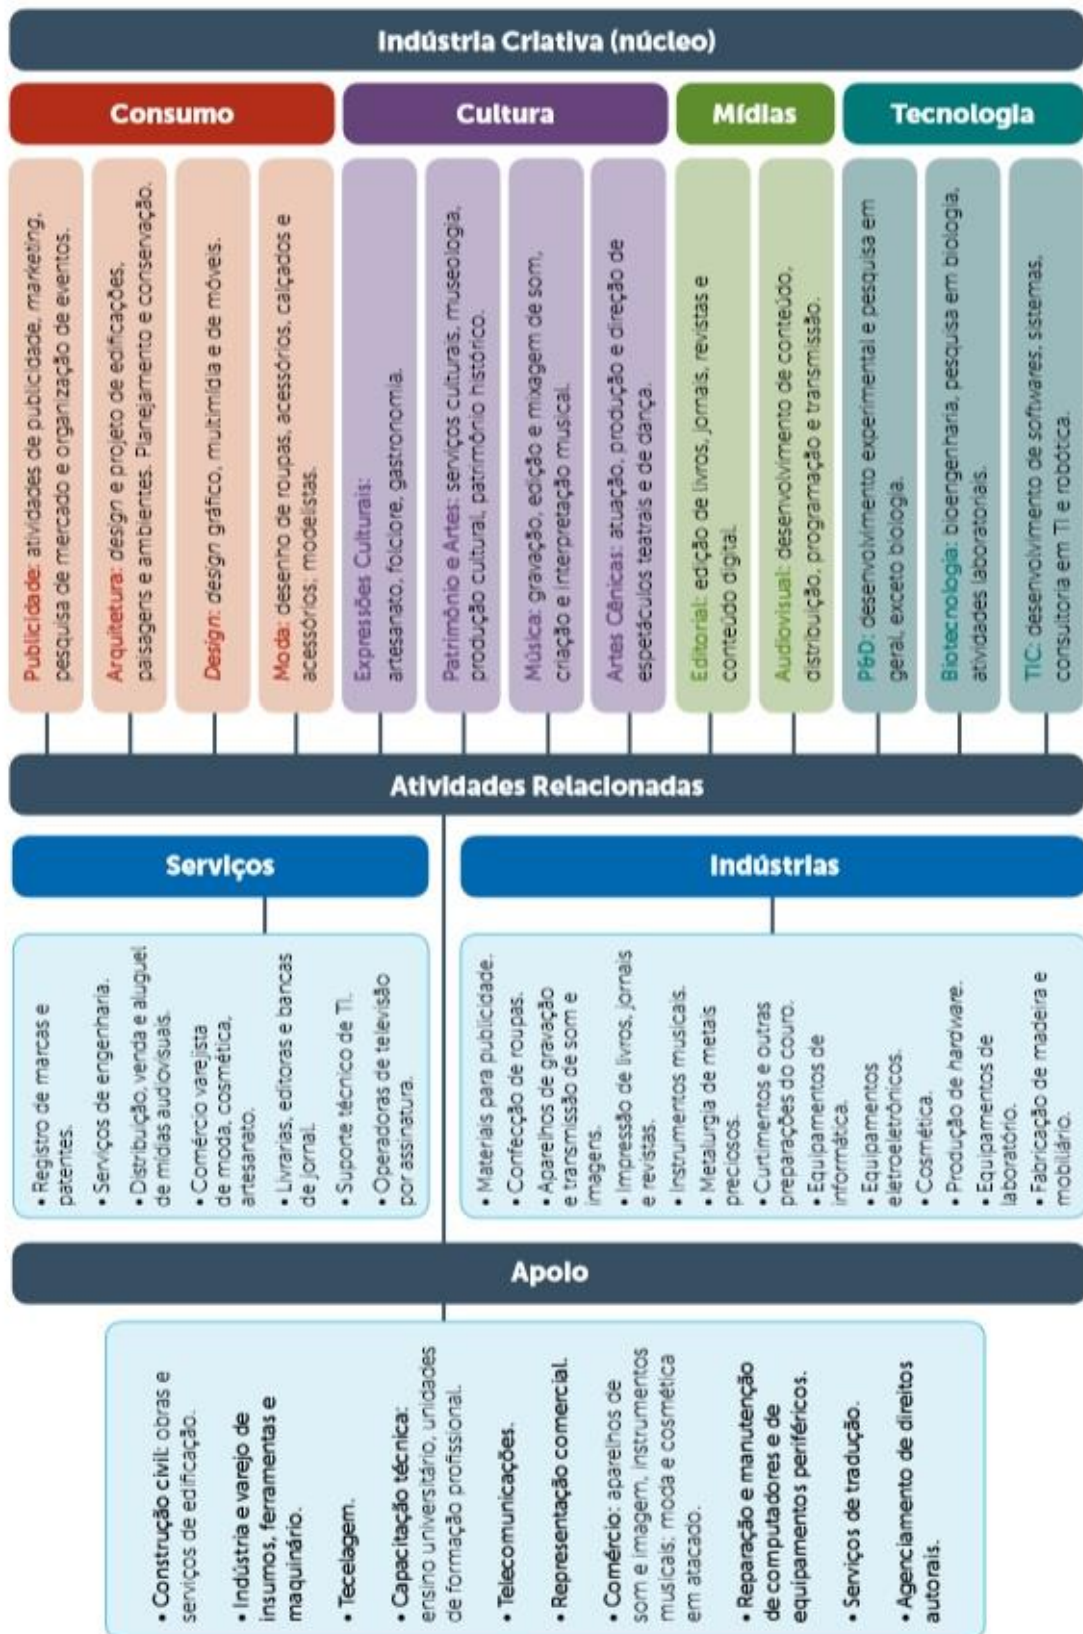 Indústria Criativa (núcleo)
Consumo
Publicidade: atividades de publicidade, marketing,
pesquisa de mercado e organização de eventos.
Arquitetura: design e projeto de edificações,
paisagens e ambientes. Planejamento e conservação.
Design: design gráfico, multimídia e de móveis.
Moda: desenho de roupas, acessórios, calçados e
acessórios; modelistas.
Cultura
Expressões Culturais:
artesanato, folclore, gastronomia.
Patrimônio e Artes: serviços culturais, museologia,
produção cultural, patrimônio histórico.
Música: gravação, edição e mixagem de som,
criação e interpretação musical.
Artes Cênicas: atuação, produção e direção de
espetáculos teatrais e de dança.
Mídias
Editorial: edição de livros, jornais, revistas e
conteúdo digital.
Audiovisual: desenvolvimento de conteúdo,
distribuição, programação e transmissão.
Tecnologia
P&D: desenvolvimento experimental e pesquisa em
geral, exceto biologia.
Biotecnologia: bioengenharia, pesquisa em biologia,
atividades laboratoriais.
TIC: desenvolvimento de softwares, sistemas,
consultoria em TI e robótica.
Atividades Relacionadas
Serviços
• Registro de marcas e
patentes.
• Serviços de engenharia.
• Distribuição, venda e aluguel
de mídias audiovisuais.
• Comércio varejista
de moda, cosmética,
artesanato.
• Livrarias, editoras e bancas
de jornal.
• Suporte técnico de TI.
• Operadoras de televisão
por assinatura.
Indústrias
• Materiais para publicidade.
• Confecção de roupas.
• Aparelhos de gravação
e transmissão de som e
imagens.
• Impressão de livros, jornais
e revistas.
• Instrumentos musicais.
• Metalurgia de metais
preciosos.
• Curtimentos e outras
preparações do couro.
• Equipamentos de
informática.
• Equipamentos
eletroeletrônicos.
• Cosmética.
• Produção de hardware.
• Equipamentos de
laboratório.
• Fabricação de madeira e
mobiliário.
Apoio
• Construção civil: obras e
serviços de edificação.
• Indústria e varejo de
insumos, ferramentas e
maquinário.
• Tecelagem.
• Capacitação técnica:
ensino universitário, unidades
de formação profissional.
• Telecomunicações.
• Representação comercial.
• Comércio: aparelhos de
som e imagem, instrumentos
musicais; moda e cosmética
em atacado.
• Reparação e manutenção
de computadores e de
equipamentos periféricos.
• Serviços de tradução.
• Agenciamento de direitos
autorais.